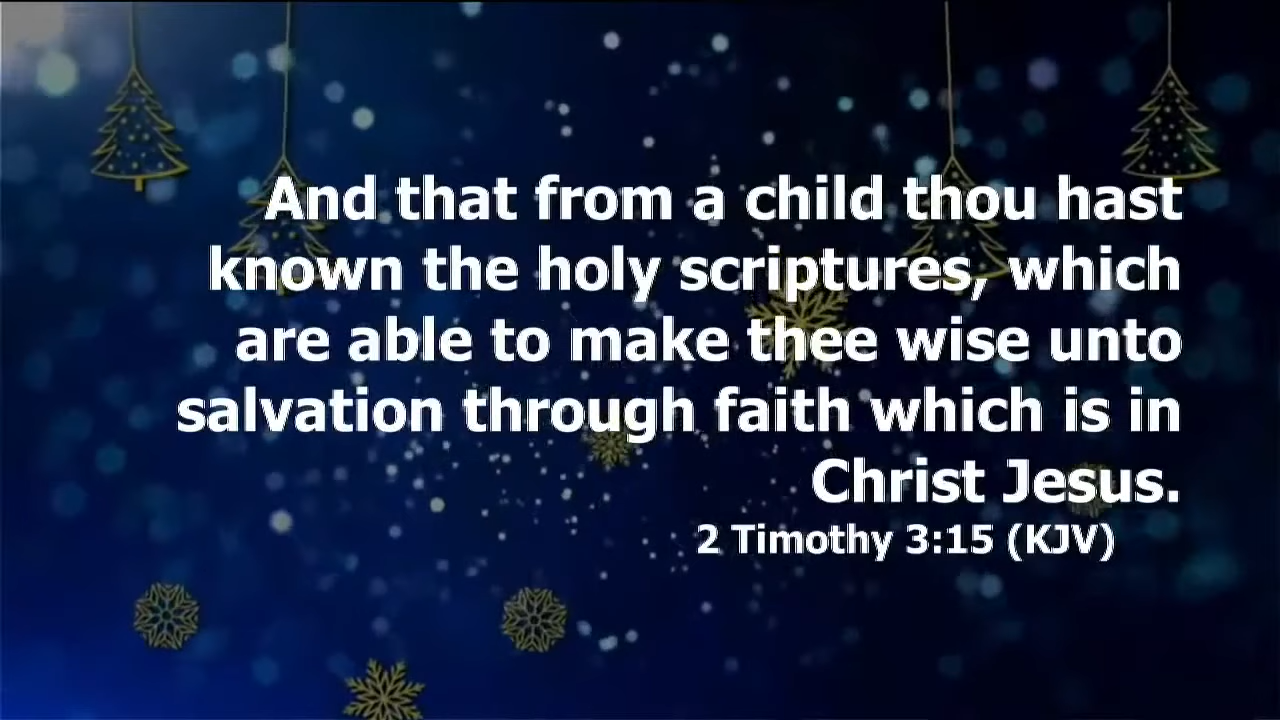 And that from a child thou hast
known the holy scriptures, which
are able to make thee wise unto
salvation through faith which is in
Christ Jesus.
2 Timothy 3:15 (KJV)